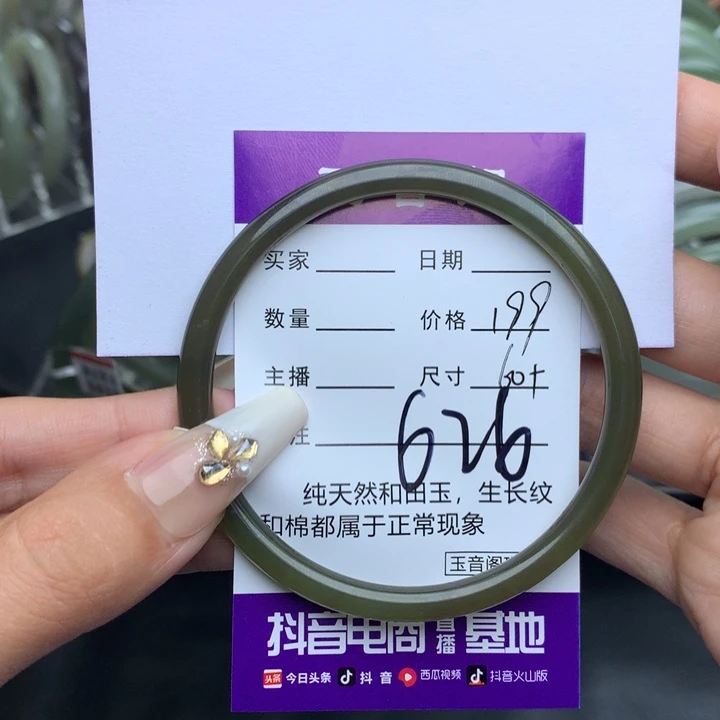 买家 日期
数量 价格 199
主播 尺寸 60+
注 626
纯天然和田玉，生长纹
和棉都属于正常现象
玉音阁
抖音电商直播基地
头条 今日头条 抖音 西瓜视频 抖音火山版